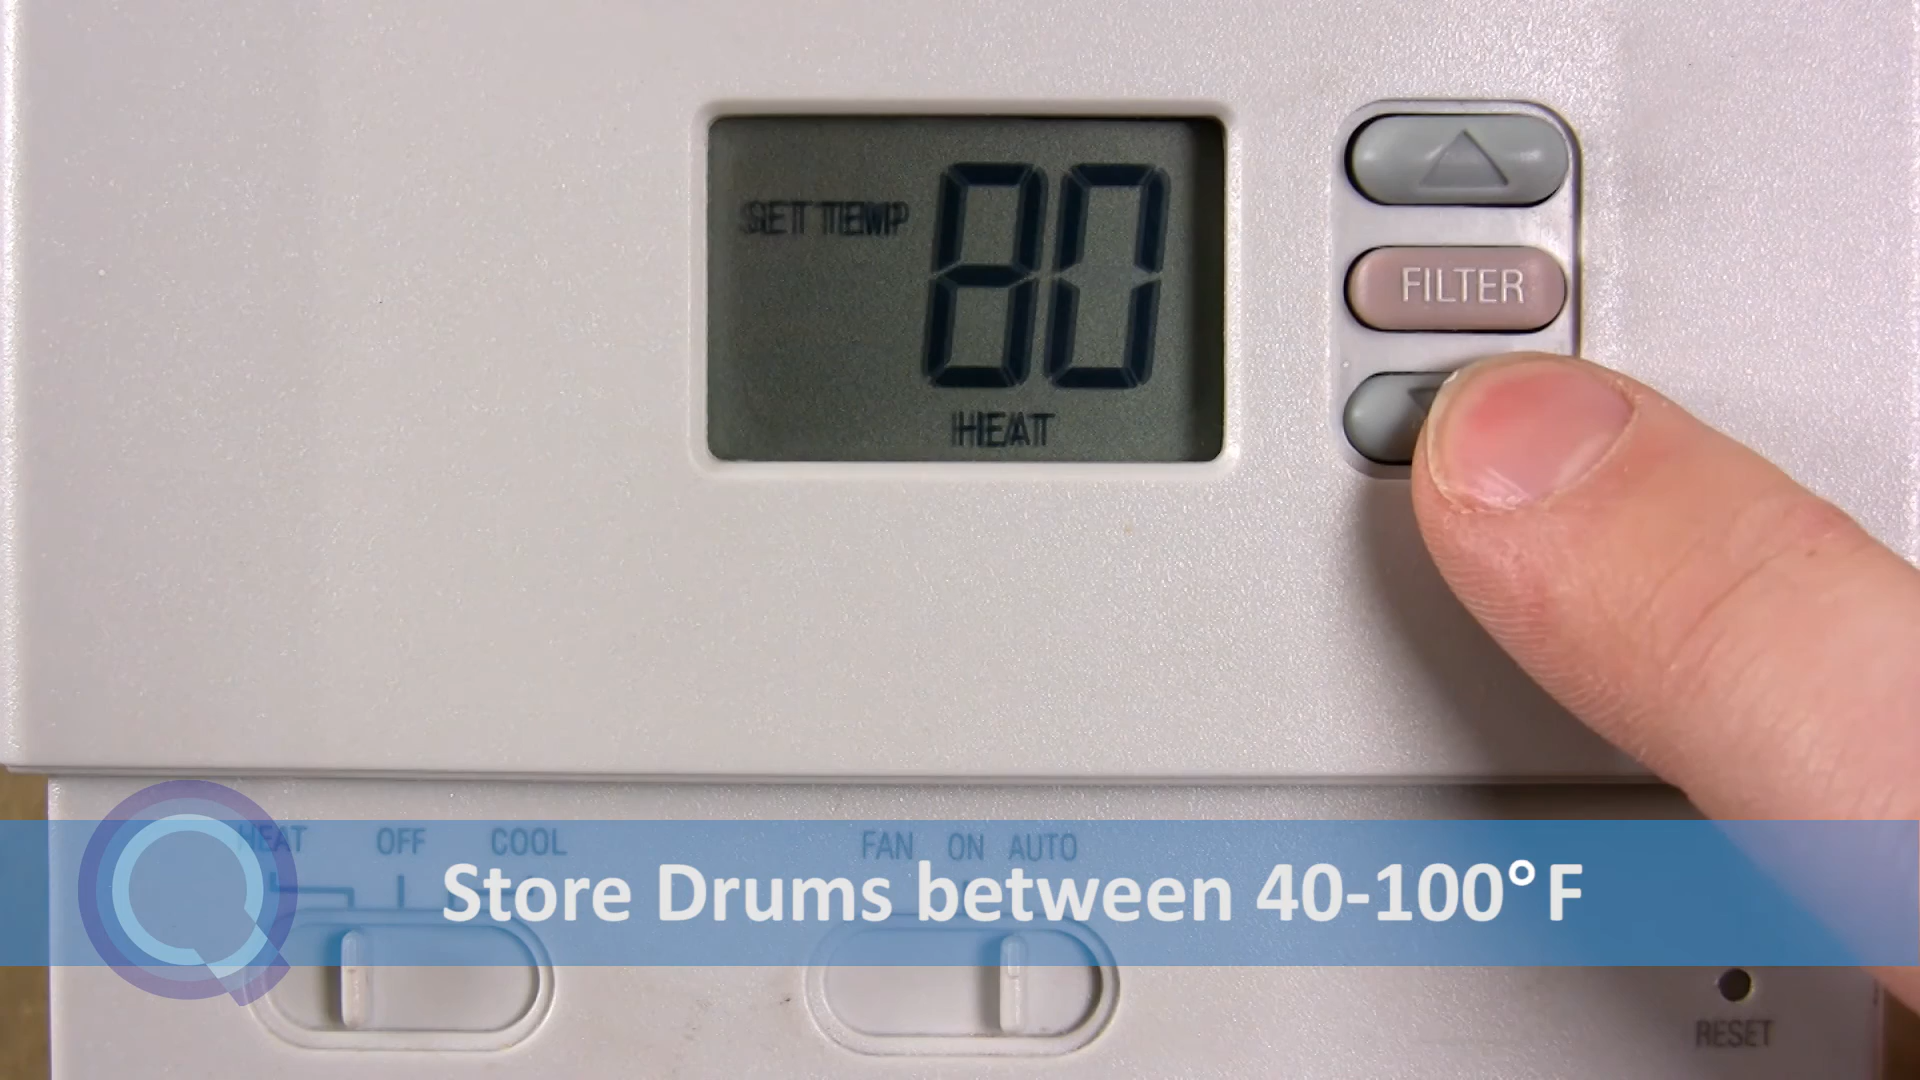 SET TEMP
80
HEAT
FILTER
HEAT OFF COOL
FAN ON AUTO
Store Drums between 40-100°F
RESET